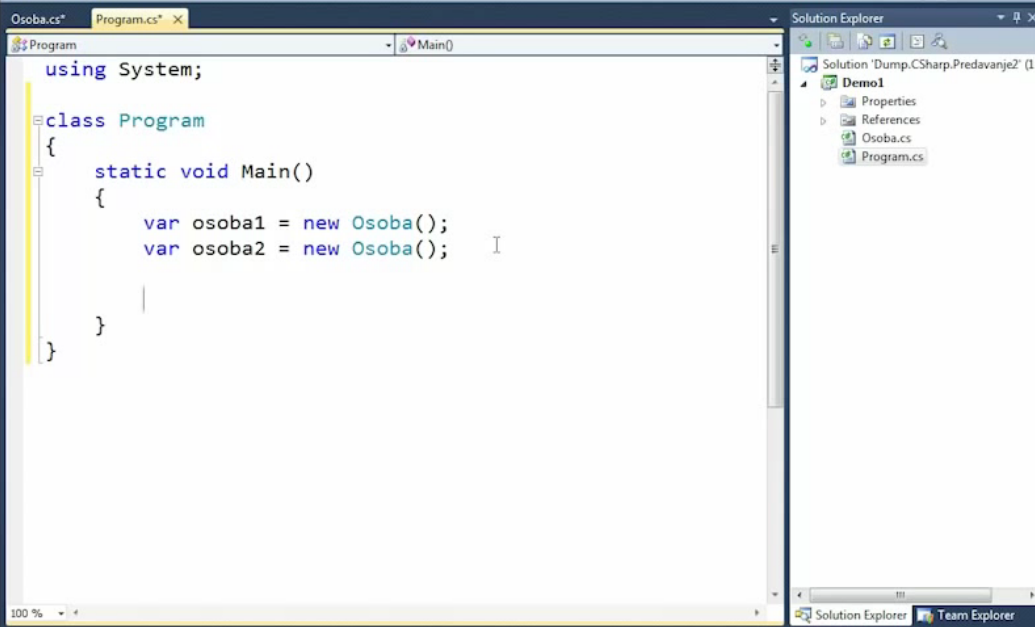 Osoba.cs*
Program.cs*
Program
Main()
using System;
class Program
{
static void Main()
{
var osoba1 = new Osoba();
var osoba2 = new Osoba();
}
}
100 %
Solution Explorer
Solution 'Dump.CSharp.Predavanje2' (1
Demo1
Properties
References
Osoba.cs
Program.cs
Solution Explorer
Team Explorer